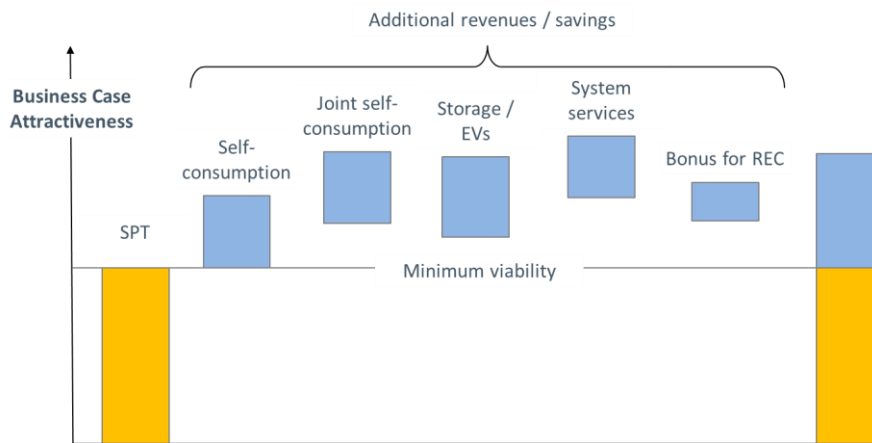 Additional revenues / savings
Business Case
Attractiveness
SPT
Self-
consumption
Joint self-
consumption
Storage /
EVs
System
services
Bonus for REC
Minimum viability